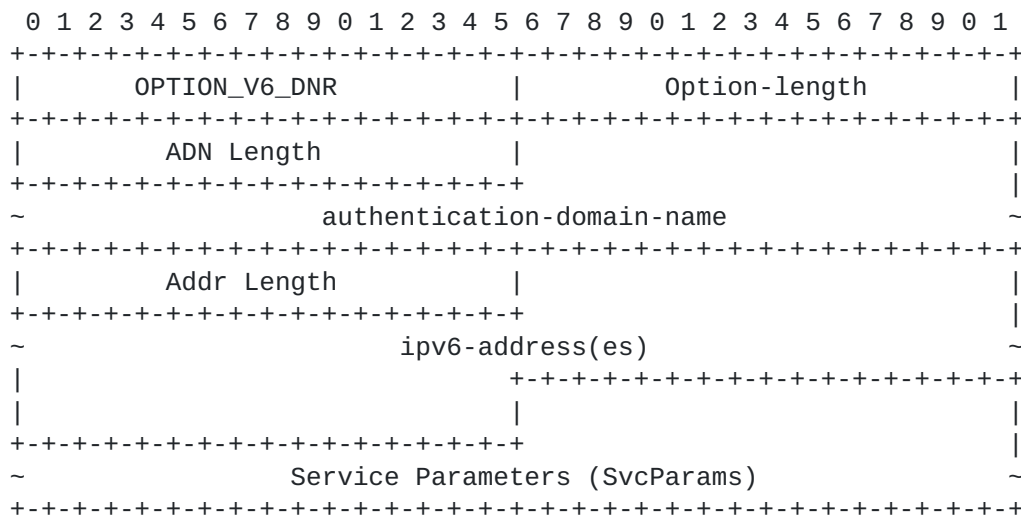 0 1 2 3 4 5 6 7 8 9 0 1 2 3 4 5 6 7 8 9 0 1 2 3 4 5 6 7 8 9 0 1
+-+-+-+-+-+-+-+-+-+-+-+-+-+-+-+-+-+-+-+-+-+-+-+-+-+-+-+-+-+-+-+-+
|       OPTION_V6_DNR           |         Option-length         |
+-+-+-+-+-+-+-+-+-+-+-+-+-+-+-+-+-+-+-+-+-+-+-+-+-+-+-+-+-+-+-+-+
|         ADN Length            |                               |
+-+-+-+-+-+-+-+-+-+-+-+-+-+-+-+-+                               |
~                   authentication-domain-name                  ~
+-+-+-+-+-+-+-+-+-+-+-+-+-+-+-+-+-+-+-+-+-+-+-+-+-+-+-+-+-+-+-+-+
|         Addr Length           |                               |
+-+-+-+-+-+-+-+-+-+-+-+-+-+-+-+-+                               |
~                        ipv6-address(es)                       ~
|                               +-+-+-+-+-+-+-+-+-+-+-+-+-+-+-+-+
|                               |                               |
+-+-+-+-+-+-+-+-+-+-+-+-+-+-+-+-+                               |
~                 Service Parameters (SvcParams)                ~
+-+-+-+-+-+-+-+-+-+-+-+-+-+-+-+-+-+-+-+-+-+-+-+-+-+-+-+-+-+-+-+-+